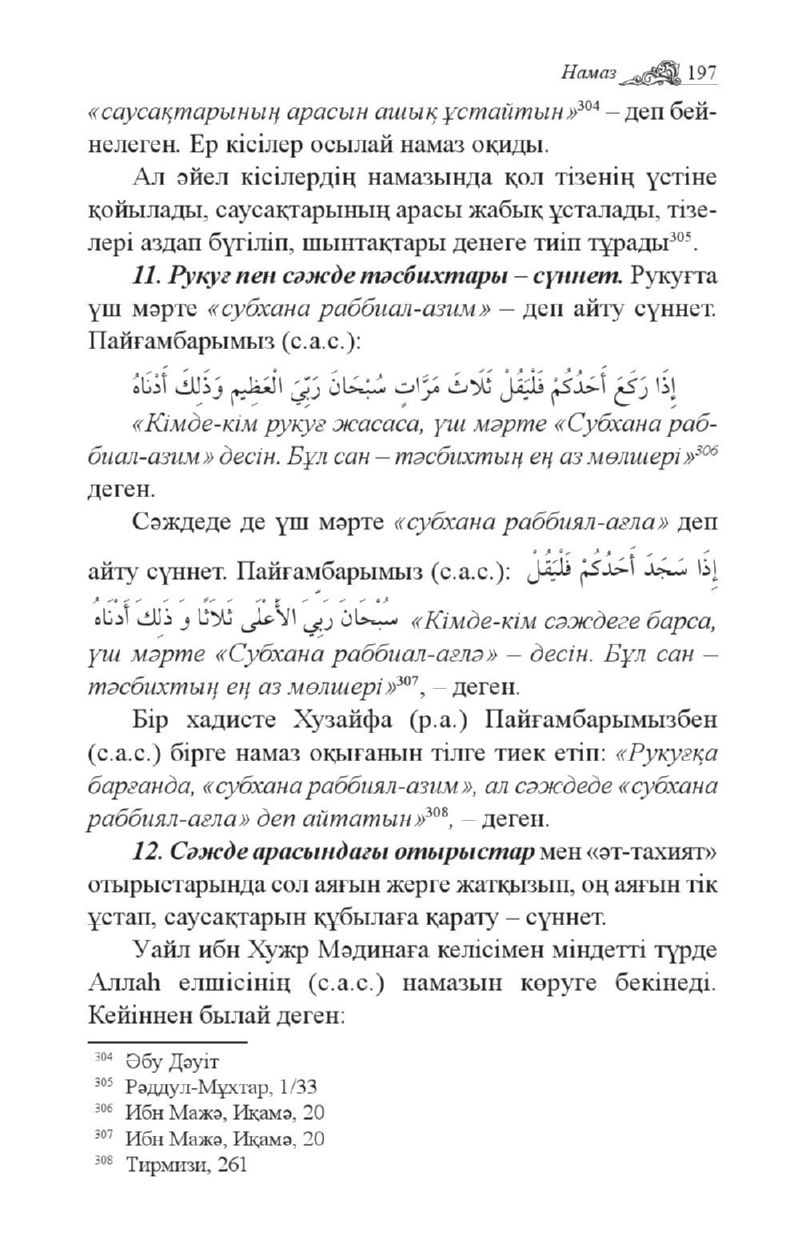 Намаз 197
«саусақтарының арасын ашық ұстайтын»³⁰⁴ – деп бей-
нелеген. Ер кісілер осылай намаз оқиды.
Ал әйел кісілердің намазында қол тізенің үстіне
қойылады, саусақтарының арасы жабық ұсталады, тізе-
лері аздап бүгіліп, шынтақтары денеге тиіп тұрады³⁰⁵.
11. Рукуғ пен сәжде тәсбихтары – сүннет. Рукуғта
үш мәрте «субхана раббиал-азим» – деп айту сүннет.
Пайғамбарымыз (с.а.с.):
إِذَا رَكَعَ أَحَدُكُمْ فَلْيَقُلْ ثَلَاثَ مَرَّاتٍ سُبْحَانَ رَبِّيَ الْعَظِيمِ وَذَلِكَ أَدْنَاهُ
«Кімде-кім рукуғ жасаса, үш мәрте «Субхана раб-
биал-азим» десін. Бұл сан – тәсбихтың ең аз мөлшері»³⁰⁶
деген.
Сәждеде де үш мәрте «субхана раббиял-ағла» деп
айту сүннет. Пайғамбарымыз (с.а.с.): إِذَا سَجَدَ أَحَدُكُمْ فَلْيَقُلْ
سُبْحَانَ رَبِّيَ الأَعْلَى ثَلاَثًا و ذَلِكَ أَدْنَاهُ «Кімде-кім сәждеге барса,
үш мәрте «Субхана раббиал-ағлә» – десін. Бұл сан –
тәсбихтың ең аз мөлшері»³⁰⁷, – деген.
Бір хадисте Хузайфа (р.а.) Пайғамбарымызбен
(с.а.с.) бірге намаз оқығанын тілге тиек етіп: «Рукуғқа
барғанда, «субхана раббиял-азим», ал сәждеде «субхана
раббиял-ағла» деп айтатын»³⁰⁸, – деген.
12. Сәжде арасындағы отырыстар мен «әт-тахият»
отырыстарында сол аяғын жерге жатқызып, оң аяғын тік
ұстап, саусақтарын құбылаға қарату – сүннет.
Уайл ибн Хужр Мәдинаға келісімен міндетті түрде
Аллаһ елшісінің (с.а.с.) намазын көруге бекінеді.
Кейіннен былай деген:
³⁰⁴ Әбу Дәуіт
³⁰⁵ Рәддул-Мұхтар, 1/33
³⁰⁶ Ибн Мажә, Иқамә, 20
³⁰⁷ Ибн Мажә, Иқамә, 20
³⁰⁸ Тирмизи, 261